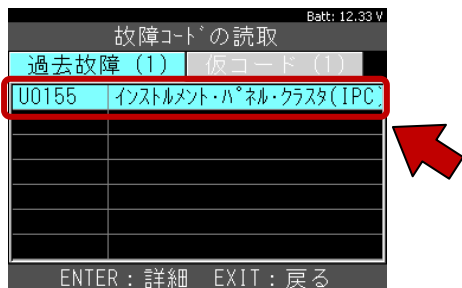 Batt: 12.33 V
故障ｺｰﾄﾞの読取
過去故障 (1) 仮コード (1)
U0155 ｲﾝｽﾄﾙﾒﾝﾄ･ﾊﾟﾈﾙ･ｸﾗｽﾀ(IPC)
ENTER：詳細 EXIT：戻る